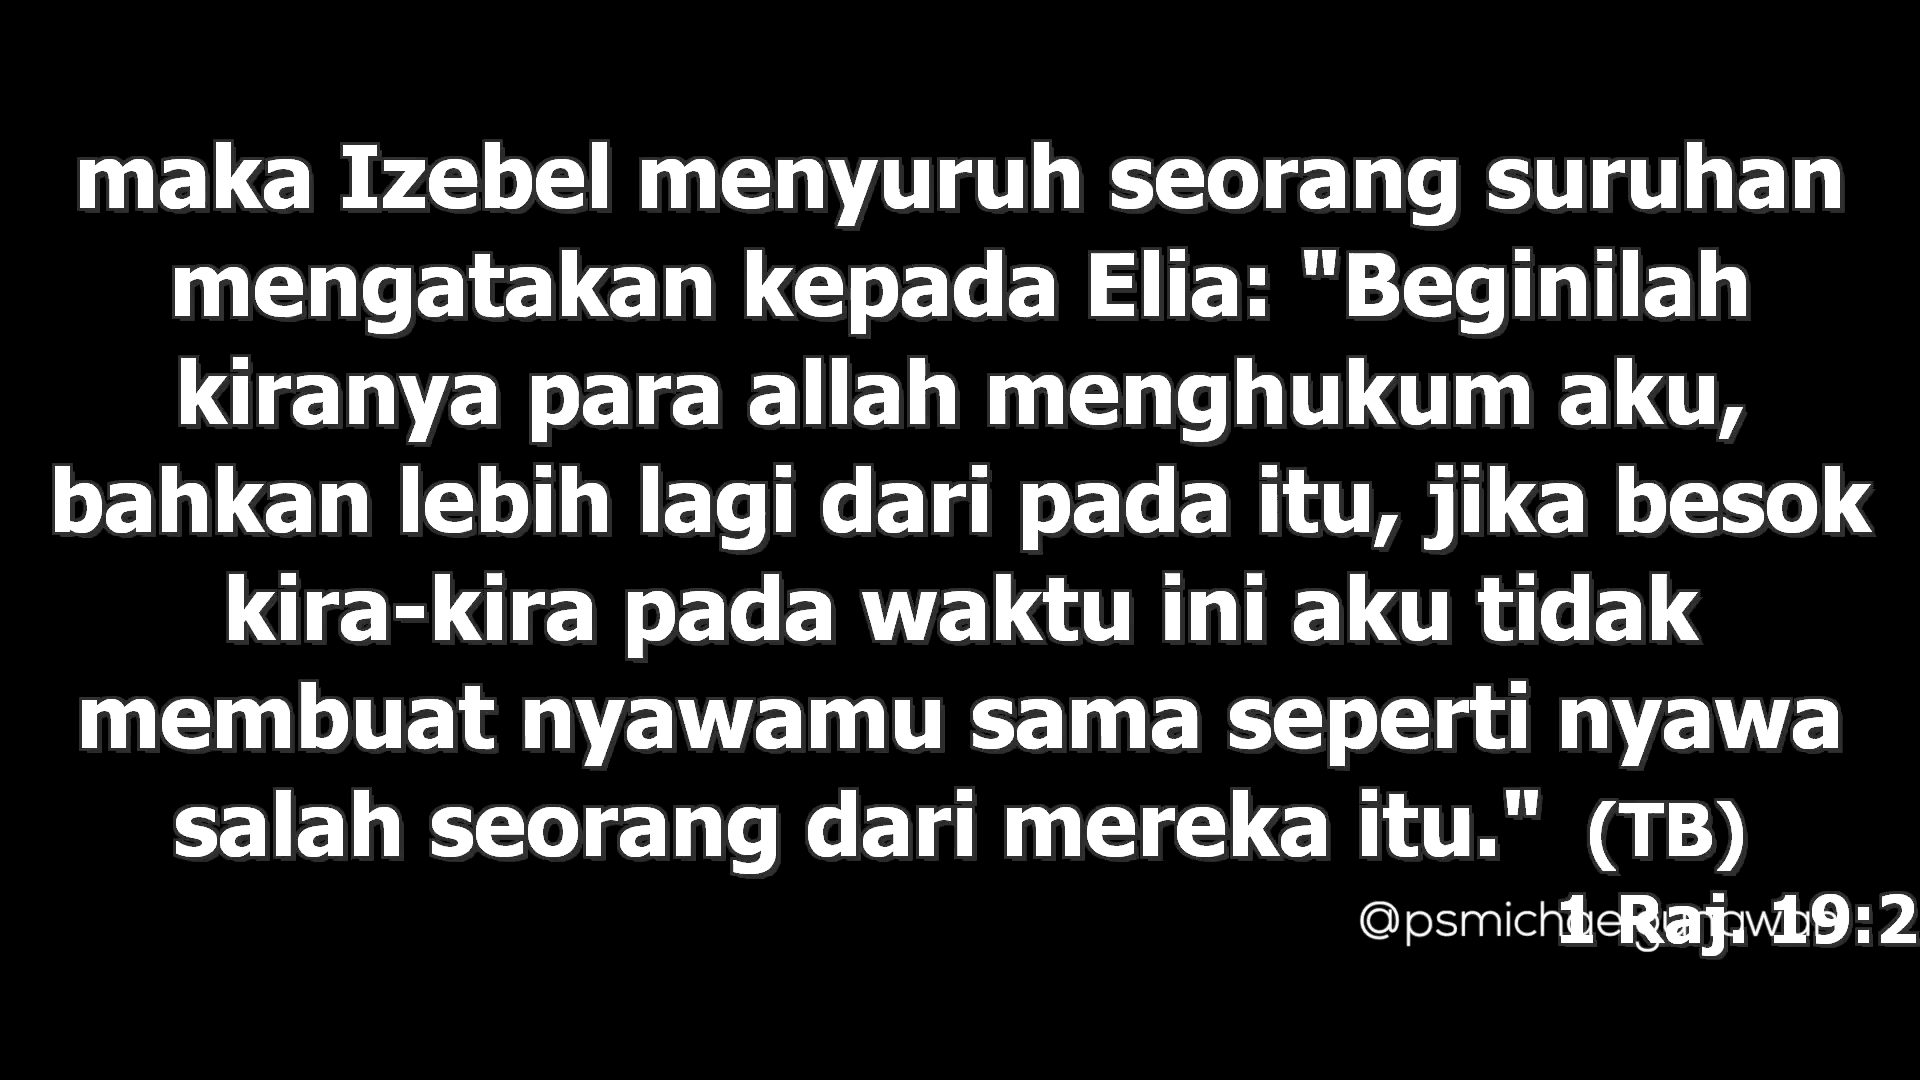 maka Izebel menyuruh seorang suruhan
mengatakan kepada Elia: "Beginilah
kiranya para allah menghukum aku,
bahkan lebih lagi dari pada itu, jika besok
kira-kira pada waktu ini aku tidak
membuat nyawamu sama seperti nyawa
salah seorang dari mereka itu." (TB)
@psmichaelgunawan
1 Raj. 19:2